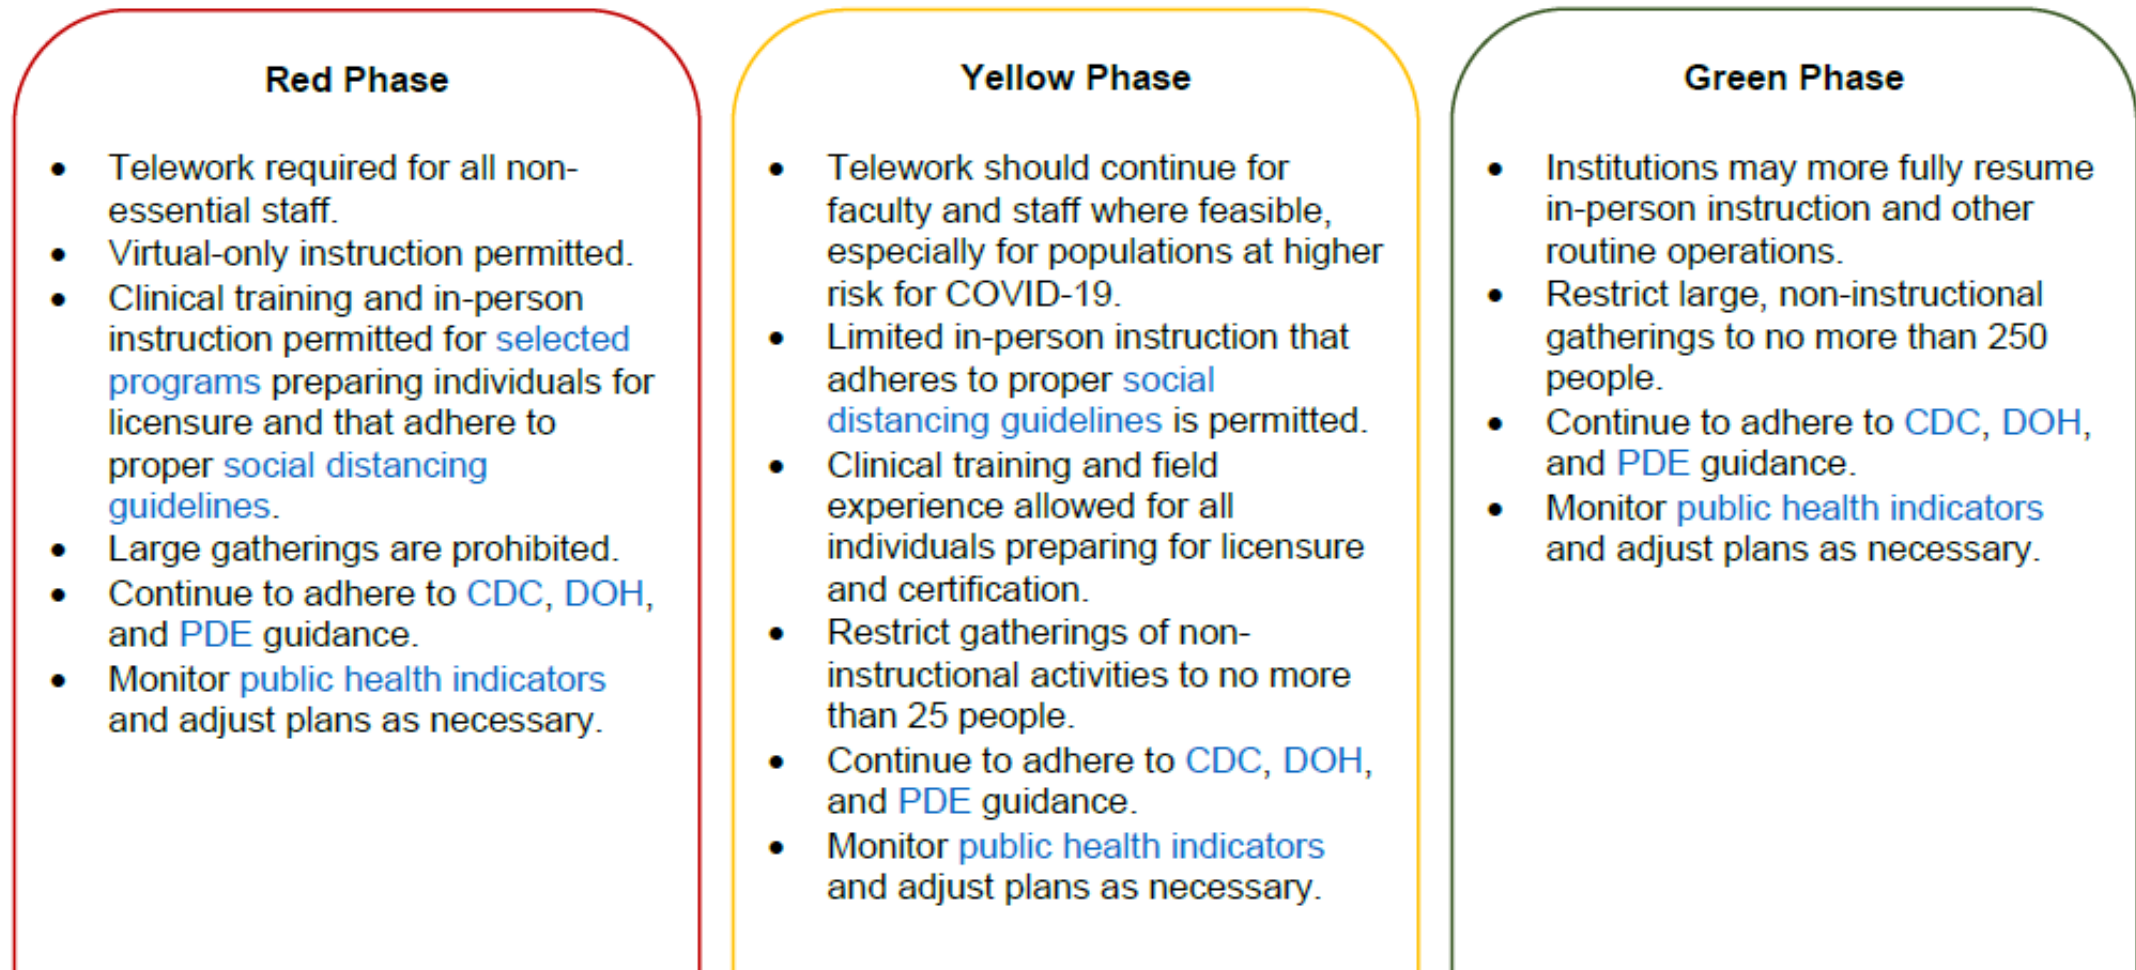 Red Phase
• Telework required for all non-
essential staff.
• Virtual-only instruction permitted.
• Clinical training and in-person
instruction permitted for selected
programs preparing individuals for
licensure and that adhere to
proper social distancing
guidelines.
• Large gatherings are prohibited.
• Continue to adhere to CDC, DOH,
and PDE guidance.
• Monitor public health indicators
and adjust plans as necessary.
Yellow Phase
• Telework should continue for
faculty and staff where feasible,
especially for populations at higher
risk for COVID-19.
• Limited in-person instruction that
adheres to proper social
distancing guidelines is permitted.
• Clinical training and field
experience allowed for all
individuals preparing for licensure
and certification.
• Restrict gatherings of non-
instructional activities to no more
than 25 people.
• Continue to adhere to CDC, DOH,
and PDE guidance.
• Monitor public health indicators
and adjust plans as necessary.
Green Phase
• Institutions may more fully resume
in-person instruction and other
routine operations.
• Restrict large, non-instructional
gatherings to no more than 250
people.
• Continue to adhere to CDC, DOH,
and PDE guidance.
• Monitor public health indicators
and adjust plans as necessary.